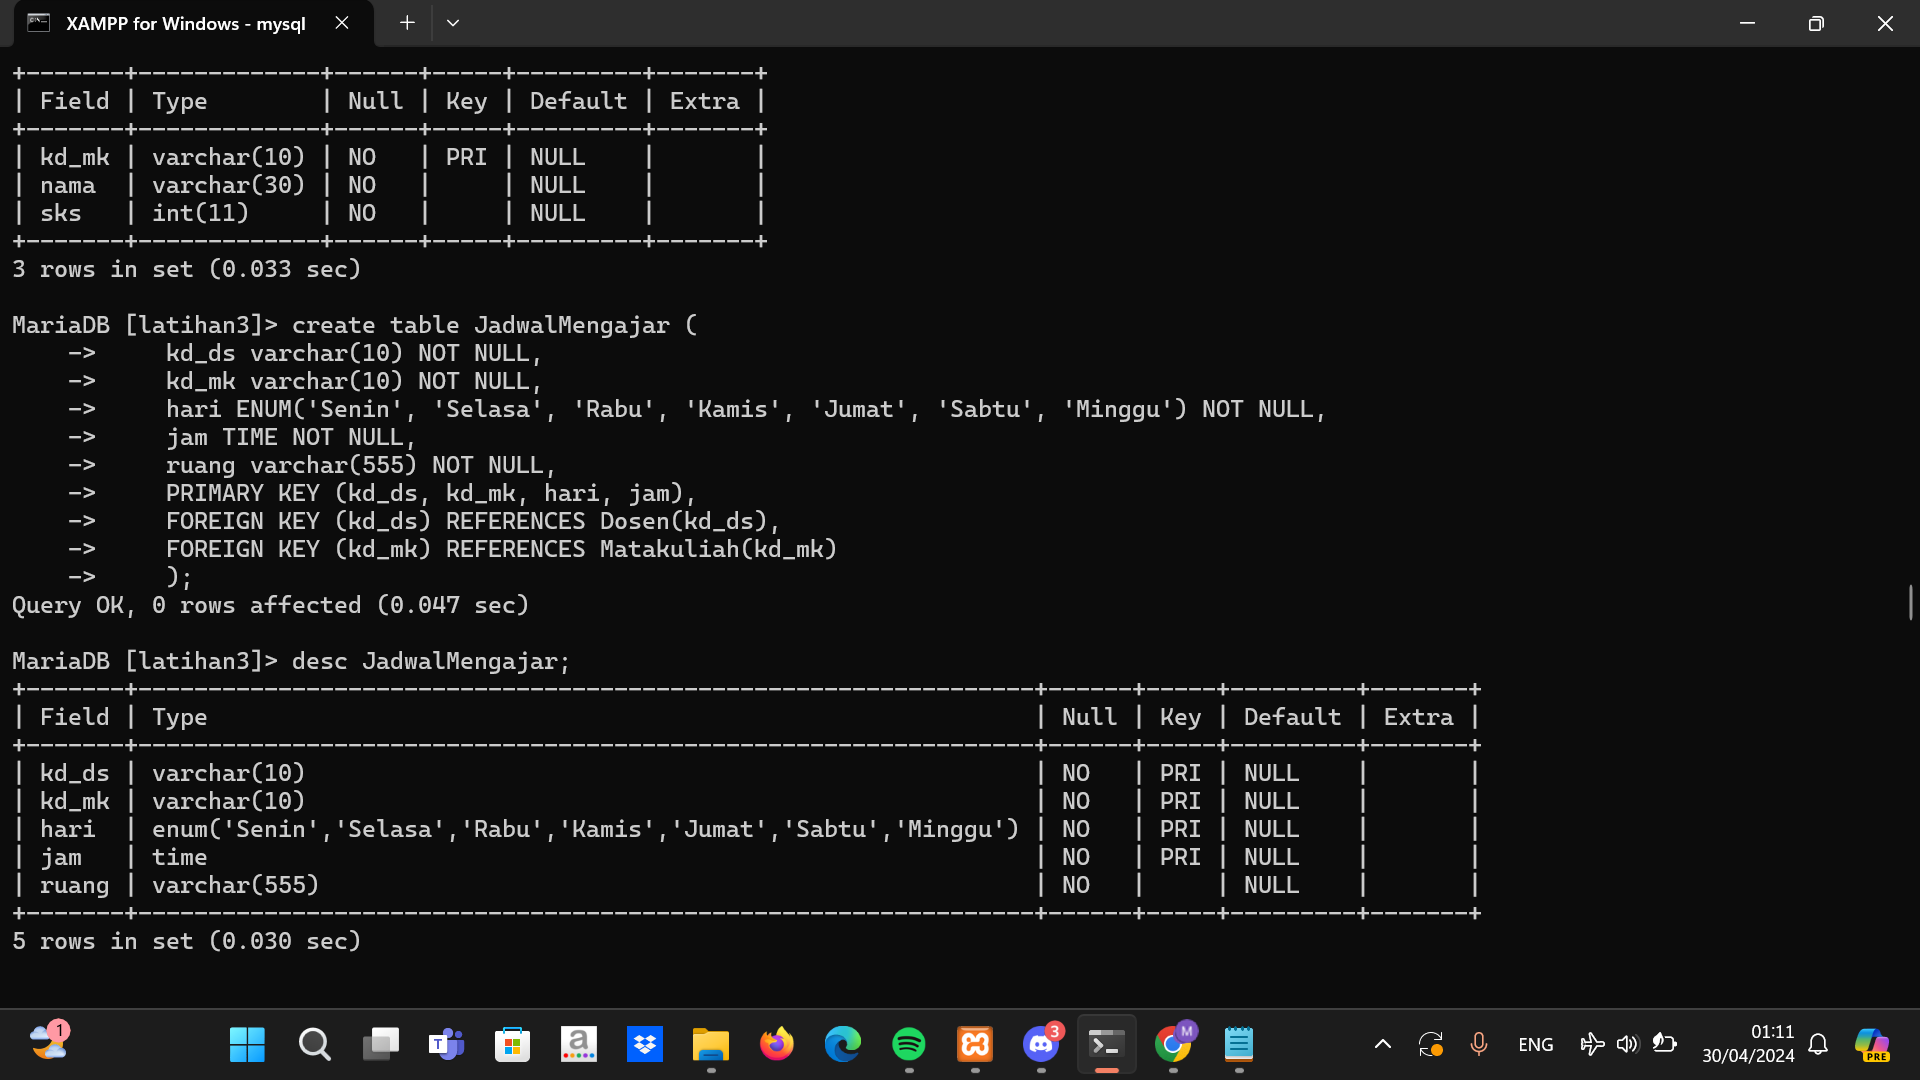 XAMPP for Windows - mysql
+-------+-------------+------+-----+---------+-------+
| Field | Type        | Null | Key | Default | Extra |
+-------+-------------+------+-----+---------+-------+
| kd_mk | varchar(10) | NO   | PRI | NULL    |       |
| nama  | varchar(30) | NO   |     | NULL    |       |
| sks   | int(11)     | NO   |     | NULL    |       |
+-------+-------------+------+-----+---------+-------+
3 rows in set (0.033 sec)
MariaDB [latihan3]> create table JadwalMengajar (
    ->     kd_ds varchar(10) NOT NULL,
    ->     kd_mk varchar(10) NOT NULL,
    ->     hari ENUM('Senin', 'Selasa', 'Rabu', 'Kamis', 'Jumat', 'Sabtu', 'Minggu') NOT NULL,
    ->     jam TIME NOT NULL,
    ->     ruang varchar(555) NOT NULL,
    ->     PRIMARY KEY (kd_ds, kd_mk, hari, jam),
    ->     FOREIGN KEY (kd_ds) REFERENCES Dosen(kd_ds),
    ->     FOREIGN KEY (kd_mk) REFERENCES Matakuliah(kd_mk)
    ->     );
Query OK, 0 rows affected (0.047 sec)
MariaDB [latihan3]> desc JadwalMengajar;
+-------+----------------------------------------------------------------+------+-----+---------+-------+
| Field | Type                                                           | Null | Key | Default | Extra |
+-------+----------------------------------------------------------------+------+-----+---------+-------+
| kd_ds | varchar(10)                                                    | NO   | PRI | NULL    |       |
| kd_mk | varchar(10)                                                    | NO   | PRI | NULL    |       |
| hari  | enum('Senin','Selasa','Rabu','Kamis','Jumat','Sabtu','Minggu') | NO   | PRI | NULL    |       |
| jam   | time                                                           | NO   | PRI | NULL    |       |
| ruang | varchar(555)                                                   | NO   |     | NULL    |       |
+-------+----------------------------------------------------------------+------+-----+---------+-------+
5 rows in set (0.030 sec)
1
T
a
3
M
ENG
01:11
30/04/2024
PRE